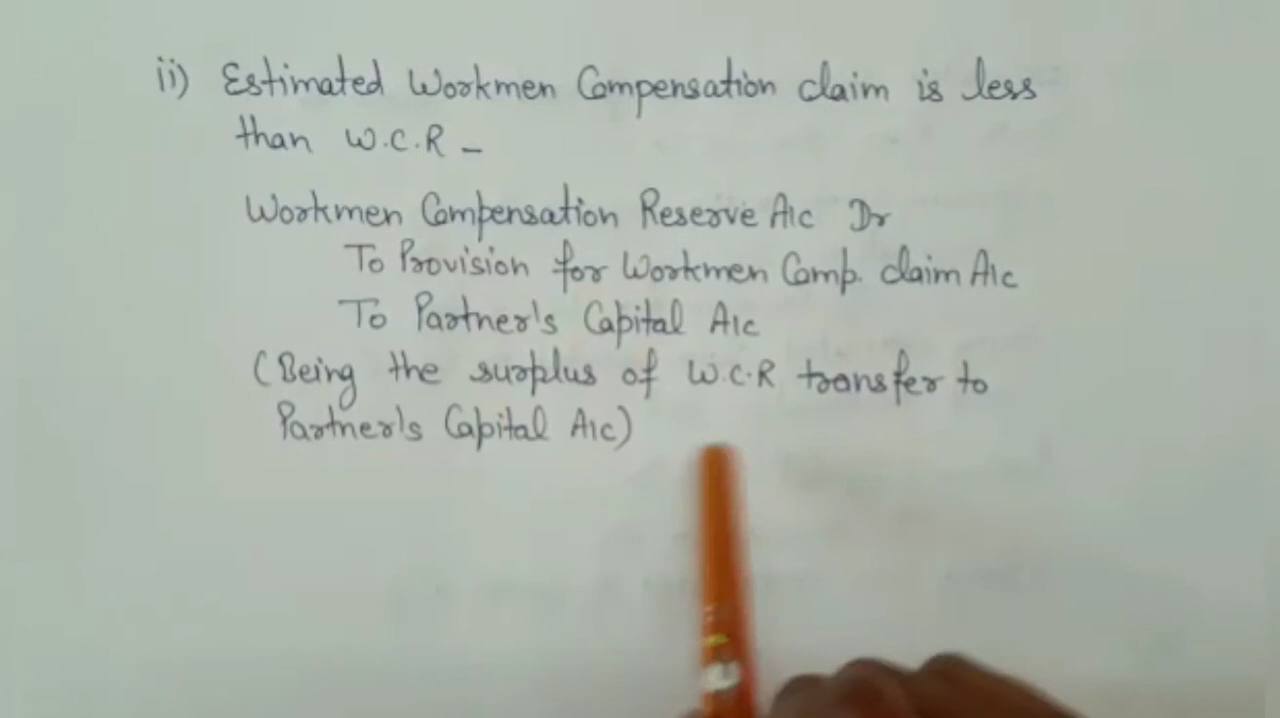 ii) Estimated Workmen Compensation claim is less
than W.C.R -
Workmen Compensation Reserve A/c Dr
To Provision for Workmen Comp. claim A/c
To Partner's Capital A/c
(Being the surplus of W.C.R transfer to
Partner's Capital A/c)